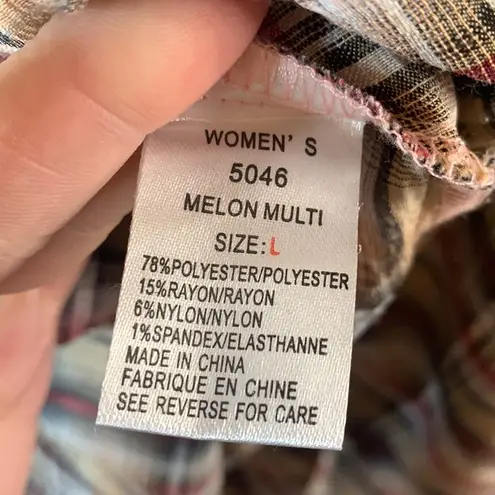 WOMEN' S
5046
MELON MULTI
SIZE: L
78%POLYESTER/POLYESTER
15%RAYON/RAYON
6%NYLON/NYLON
1%SPANDEX/ELASTHANNE
MADE IN CHINA
FABRIQUE EN CHINE
SEE REVERSE FOR CARE